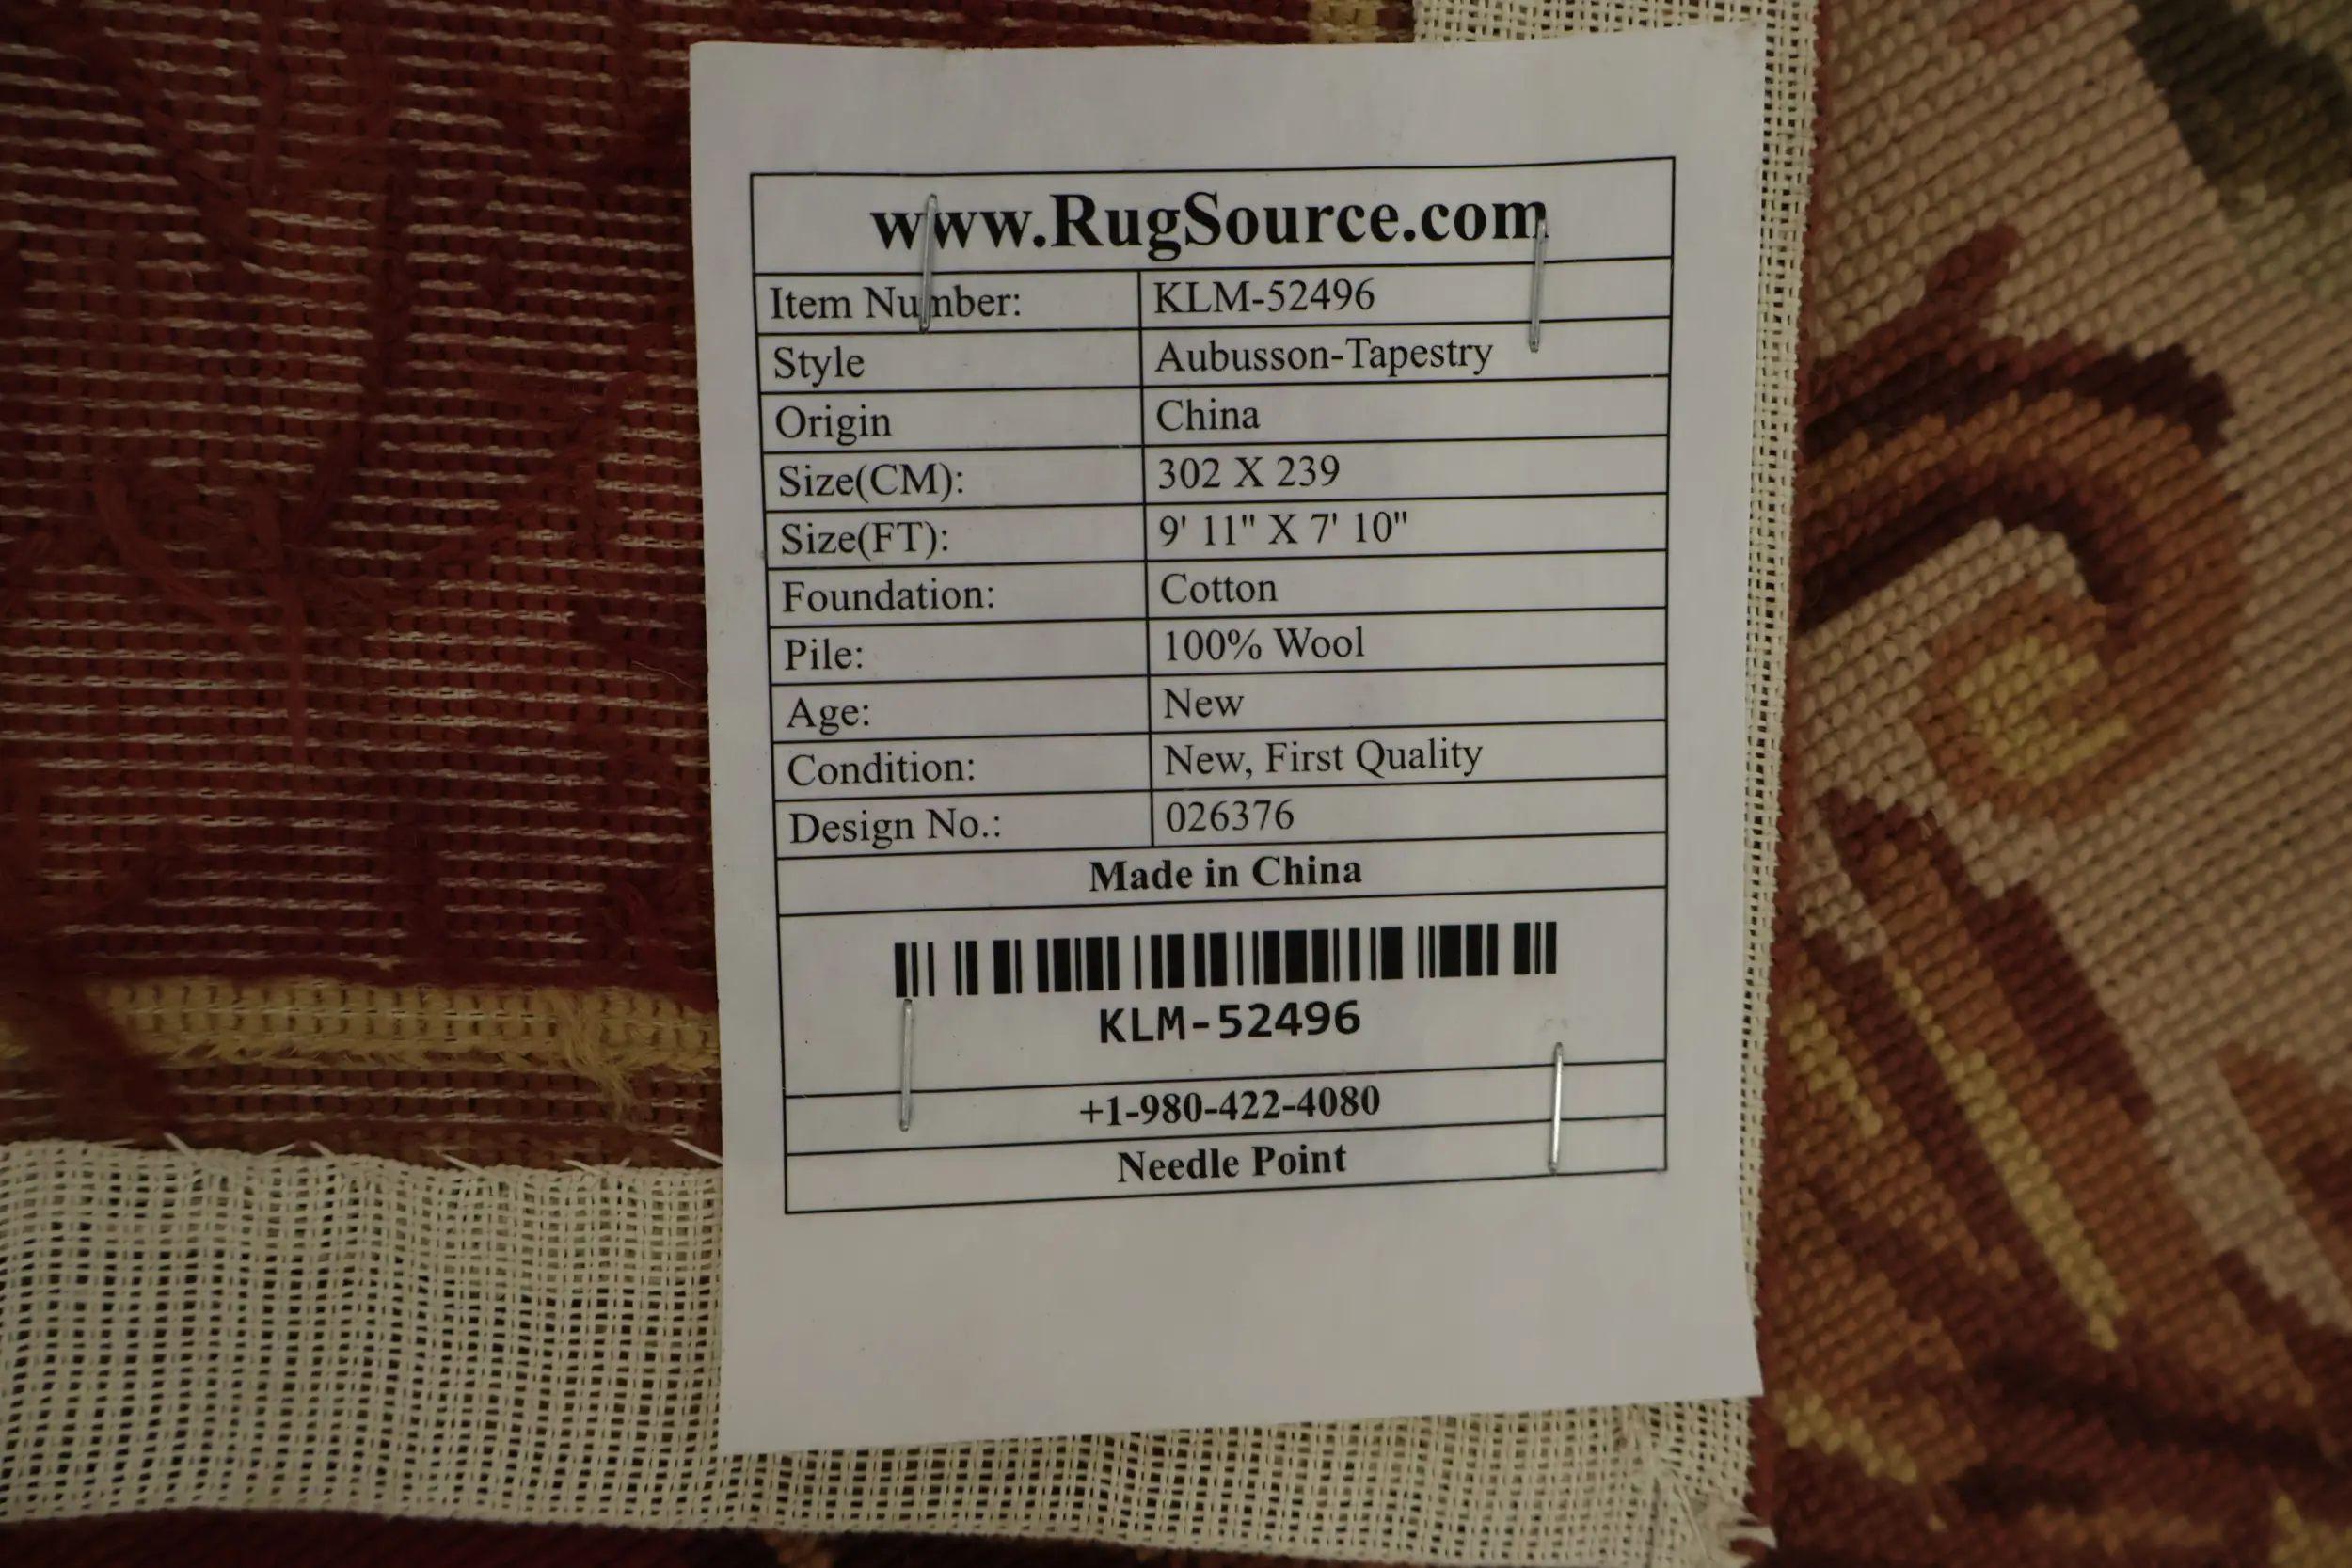 www.RugSource.com
Item Number: KLM-52496
Style Aubusson-Tapestry
Origin China
Size(CM): 302 X 239
Size(FT): 9' 11" X 7' 10"
Foundation: Cotton
Pile: 100% Wool
Age: New
Condition: New, First Quality
Design No.: 026376
Made in China
KLM-52496
+1-980-422-4080
Needle Point